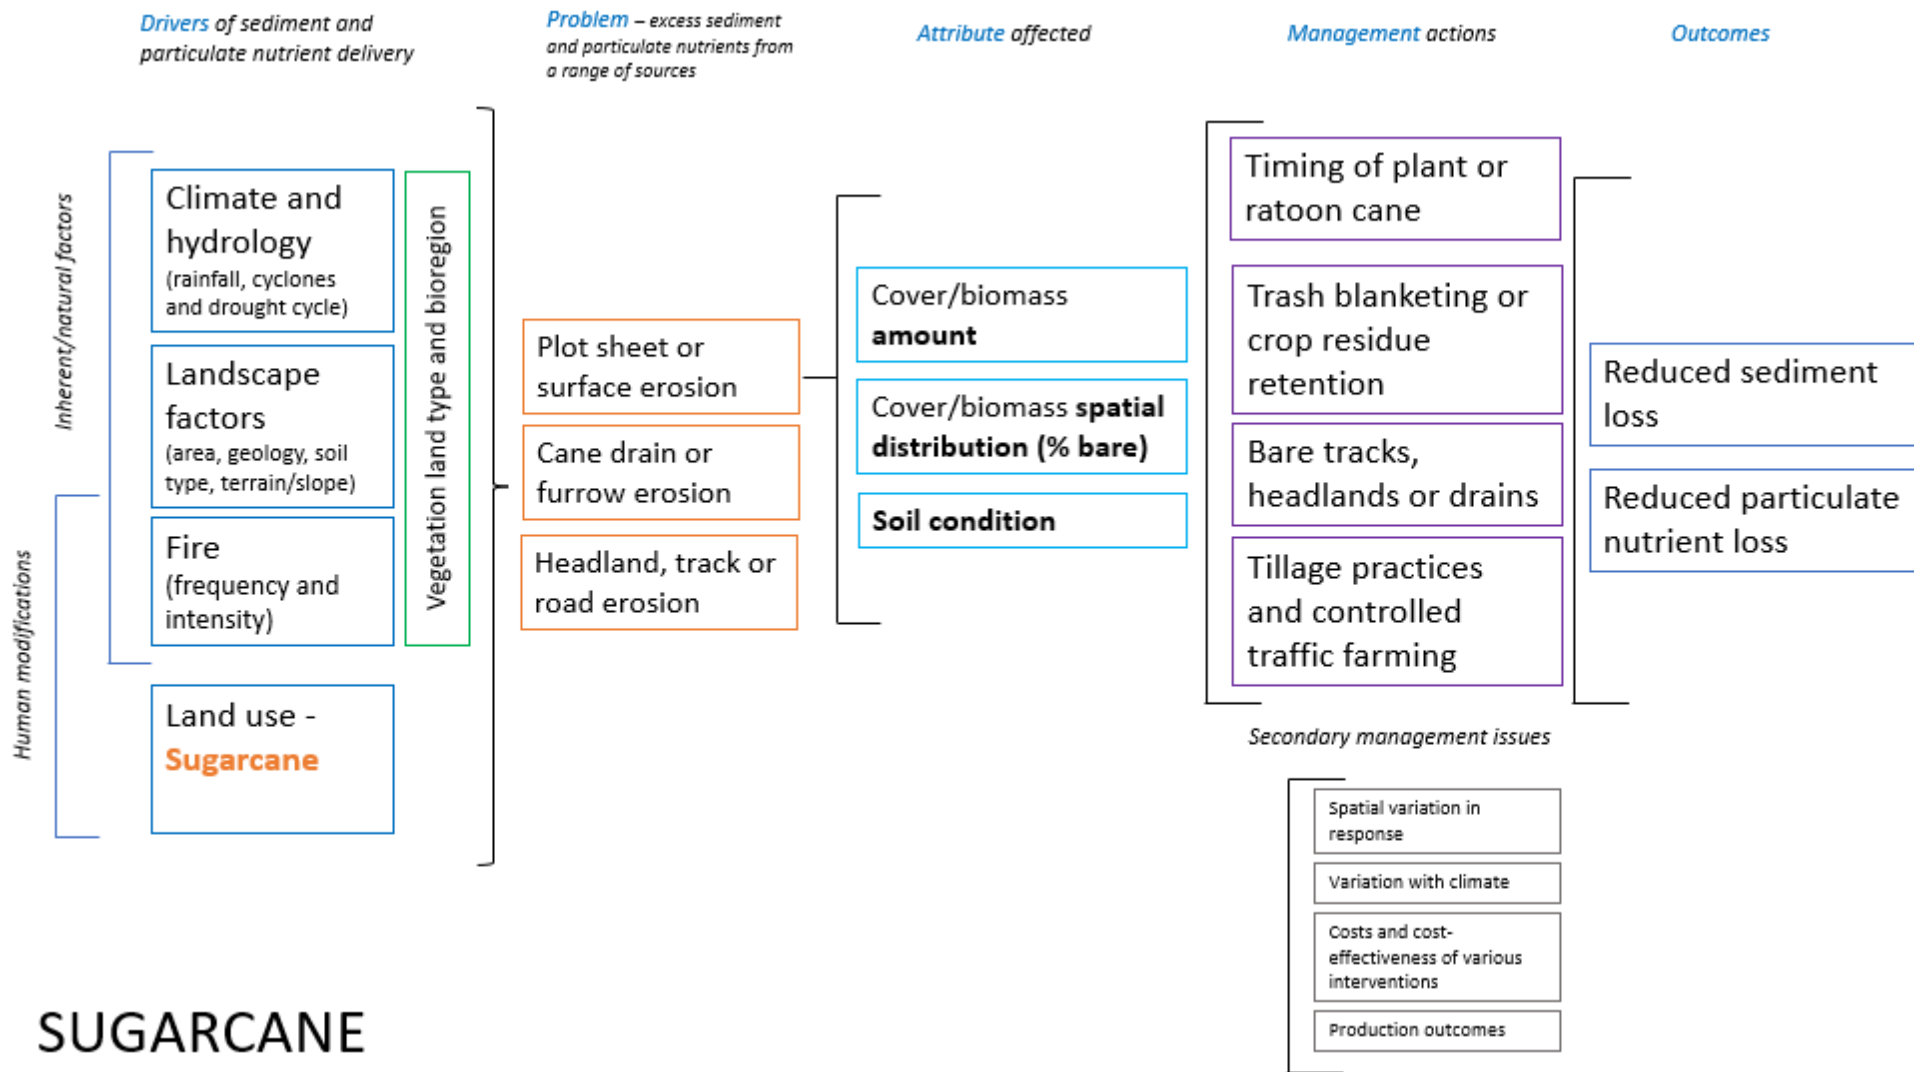 Drivers of sediment and
particulate nutrient delivery
Problem – excess sediment
and particulate nutrients from
a range of sources
Attribute affected
Management actions
Outcomes
Inherent/natural factors
Human modifications
Climate and
hydrology
(rainfall, cyclones
and drought cycle)
Landscape
factors
(area, geology, soil
type, terrain/slope)
Fire
(frequency and
intensity)
Land use -
Sugarcane
Vegetation land type and bioregion
Plot sheet or
surface erosion
Cane drain or
furrow erosion
Headland, track or
road erosion
Cover/biomass
amount
Cover/biomass spatial
distribution (% bare)
Soil condition
Timing of plant or
ratoon cane
Trash blanketing or
crop residue
retention
Bare tracks,
headlands or drains
Tillage practices
and controlled
traffic farming
Secondary management issues
Spatial variation in
response
Variation with climate
Costs and cost-
effectiveness of various
interventions
Production outcomes
Reduced sediment
loss
Reduced particulate
nutrient loss
SUGARCANE